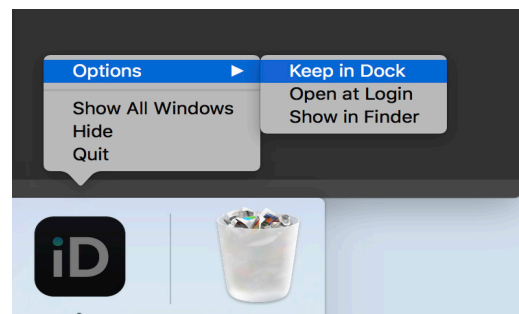 Options
Keep in Dock
Open at Login
Show in Finder
Show All Windows
Hide
Quit
iD